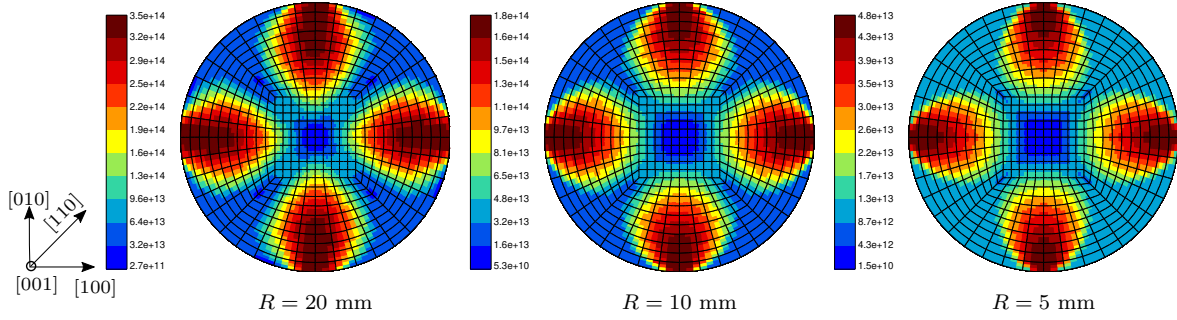 3.5e+14
3.2e+14
2.9e+14
2.5e+14
2.2e+14
1.9e+14
1.6e+14
1.3e+14
9.6e+13
6.4e+13
3.2e+13
2.7e+11
1.8e+14
1.6e+14
1.5e+14
1.3e+14
1.1e+14
9.7e+13
8.1e+13
6.5e+13
4.8e+13
3.2e+13
1.6e+13
5.3e+10
4.8e+13
4.3e+13
3.9e+13
3.5e+13
3.0e+13
2.6e+13
2.2e+13
1.7e+13
1.3e+13
8.7e+12
4.3e+12
1.5e+10
[010]
[110]
[001]
[100]
R = 20 mm
R = 10 mm
R = 5 mm